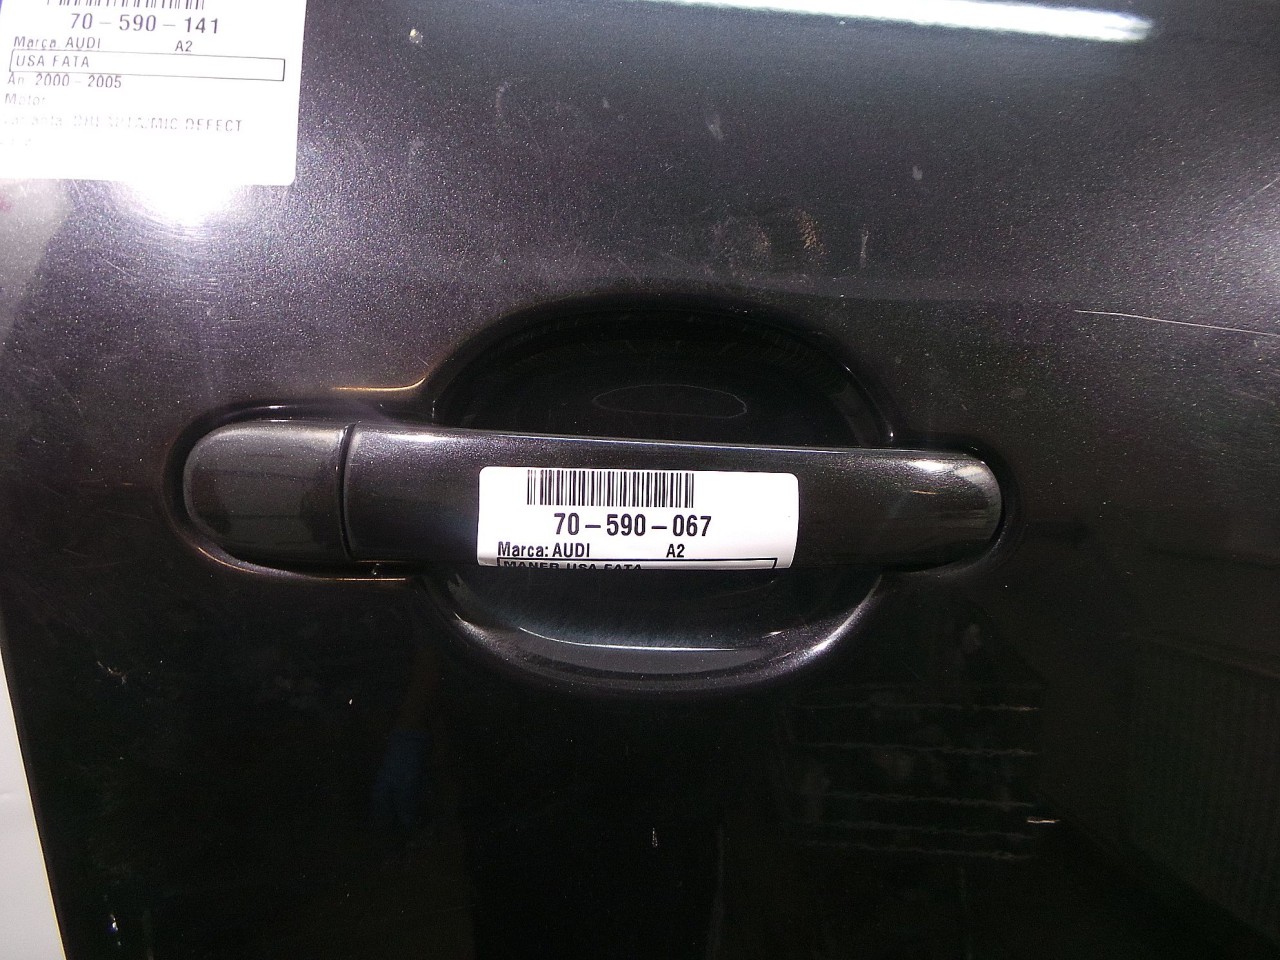 70-590-141
Marca: AUDI A2
USA FATA
An: 2000 - 2005
Motor
DEFECT
70-590-067
Marca: AUDI A2
MANER USA FATA